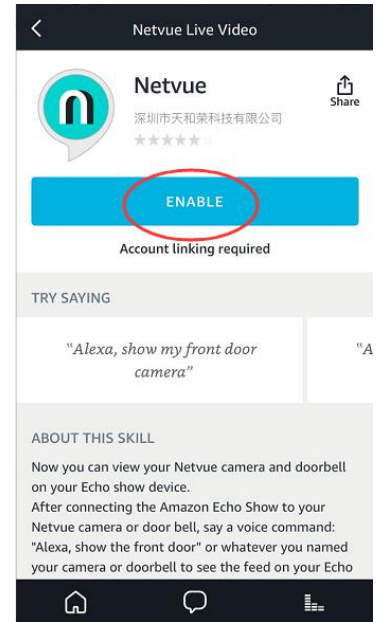 Netvue Live Video
Netvue
Share
深圳市天和荣科技有限公司
ENABLE
Account linking required
TRY SAYING
"Alexa, show my front door
camera"
"A
ABOUT THIS SKILL
Now you can view your Netvue camera and doorbell
on your Echo show device.
After connecting the Amazon Echo Show to your
Netvue camera or door bell, say a voice command:
"Alexa, show the front door" or whatever you named
your camera or doorbell to see the feed on your Echo